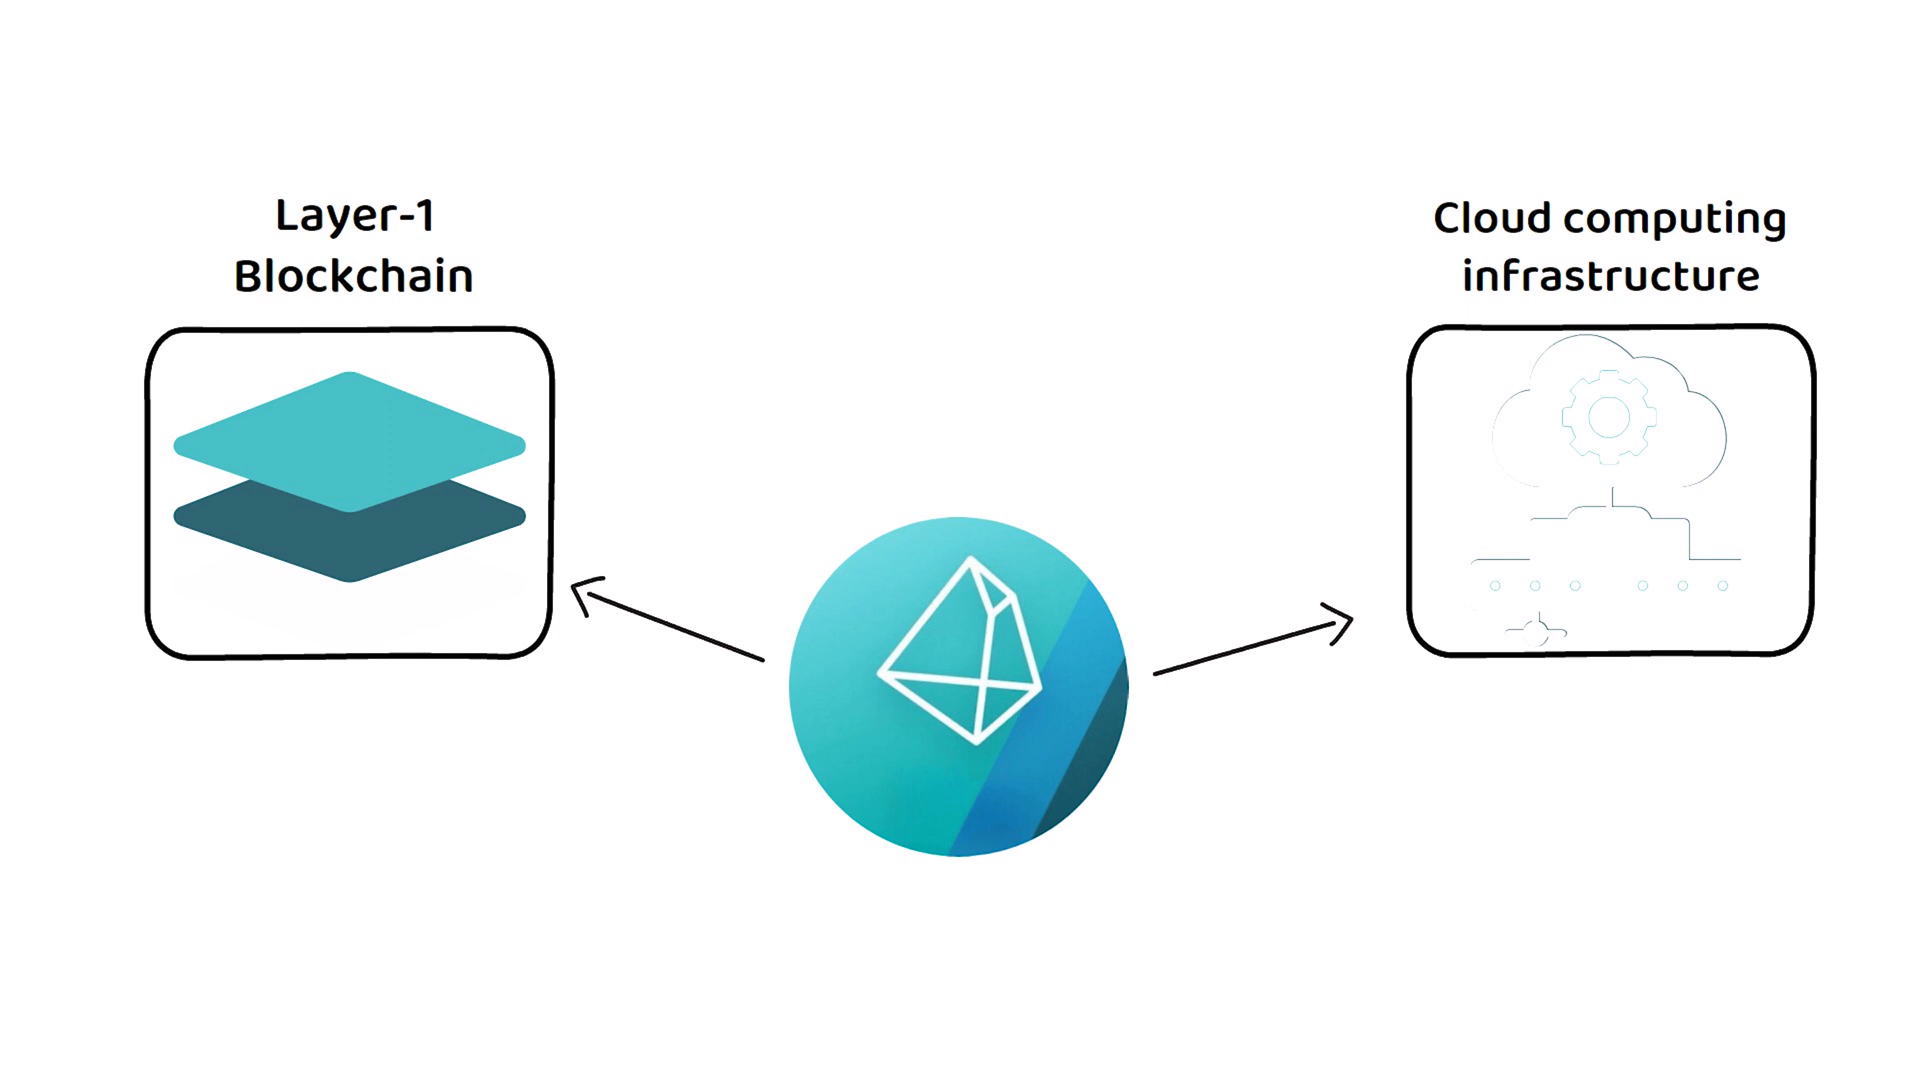 Layer-1
Blockchain
Cloud computing
infrastructure